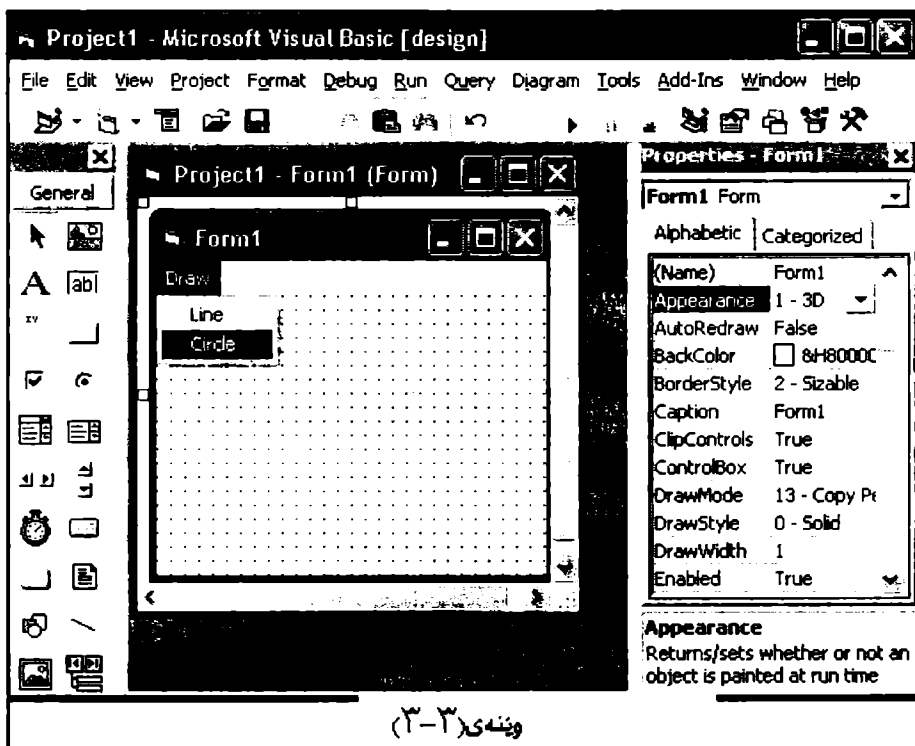 Project1 - Microsoft Visual Basic [design]
File Edit View Project Format Debug Run Query Diagram Tools Add-Ins Window Help
General
A ab|
Project1 - Form1 (Form)
Form1
Draw
Line
Circle
Properties - Form1
Form1 Form
Alphabetic Categorized
(Name) Form1
Appearance 1 - 3D
AutoRedraw False
BackColor &H80000
BorderStyle 2 - Sizable
Caption Form1
ClipControls True
ControlBox True
DrawMode 13 - Copy Pe
DrawStyle 0 - Solid
DrawWidth 1
Enabled True
Appearance
Returns/sets whether or not an
object is painted at run time
وێنەی(٣-٣)